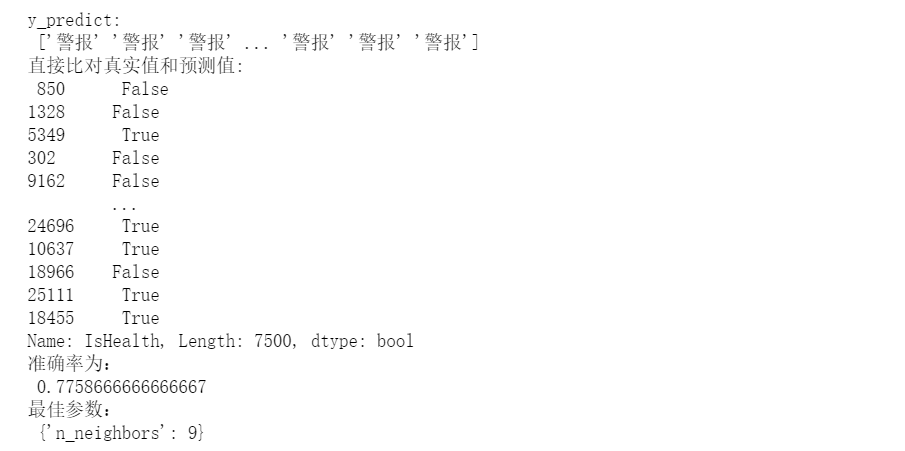 y_predict:
 ['警报' '警报' '警报' ... '警报' '警报' '警报']
直接比对真实值和预测值:
 850      False
1328     False
5349      True
302      False
9162     False
         ...
24696     True
10637     True
18966    False
25111     True
18455     True
Name: IsHealth, Length: 7500, dtype: bool
准确率为:
 0.7758666666666667
最佳参数:
 {'n_neighbors': 9}